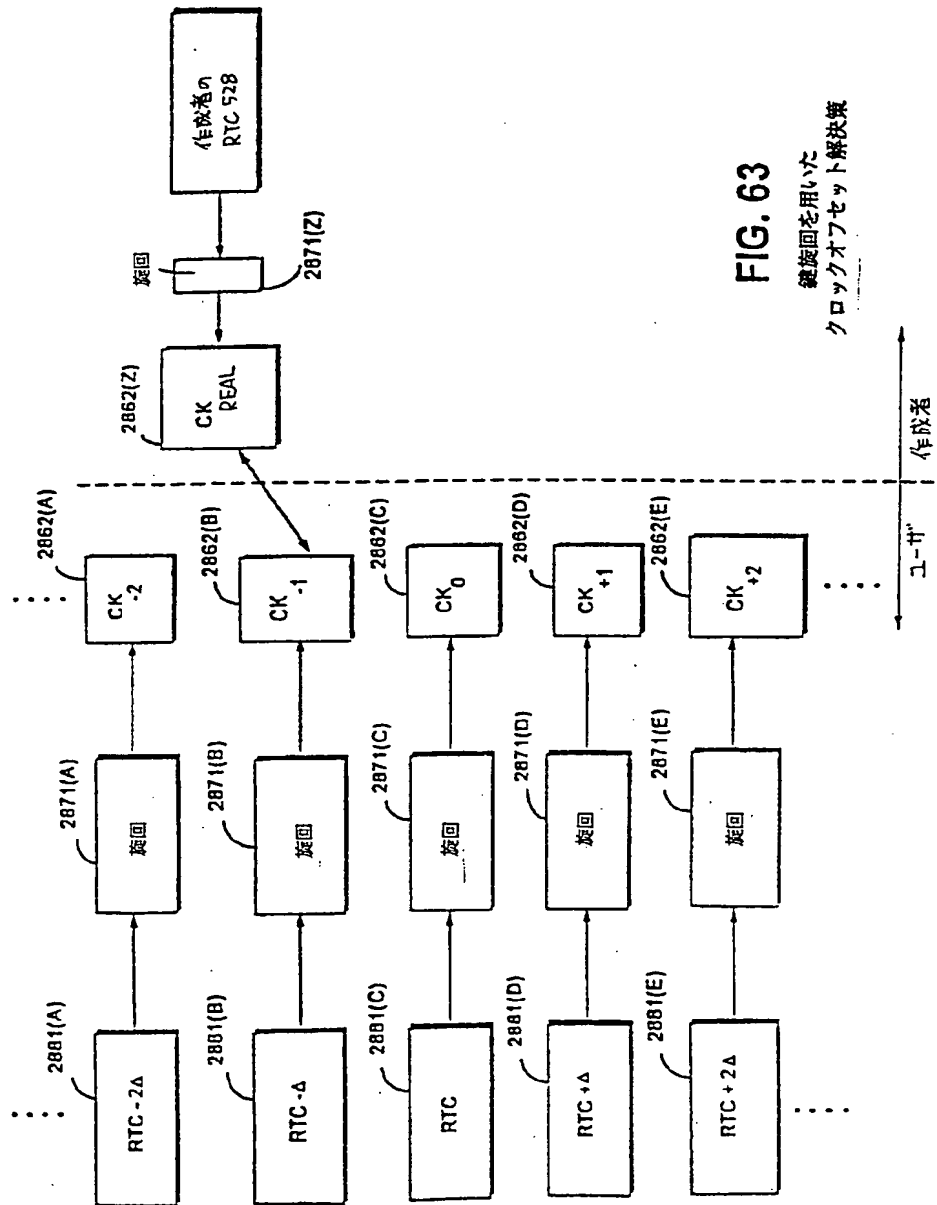 作成者の
RTC 528
旋回
2871(Z)
2862(Z)
CK
REAL
2862(A)
CK
-2
2871(A)
旋回
2881(A)
RTC - 2Δ
2862(B)
CK
-1
2871(B)
旋回
2881(B)
RTC -Δ
2862(C)
CK0
2871(C)
旋回
2881(C)
RTC
2862(D)
CK
+1
2871(D)
旋回
2881(D)
RTC + Δ
2862(E)
CK
+2
2871(E)
旋回
2881(E)
RTC + 2Δ
ユーザ
作成者
FIG. 63
鍵旋回を用いた
クロックオフセット解決策